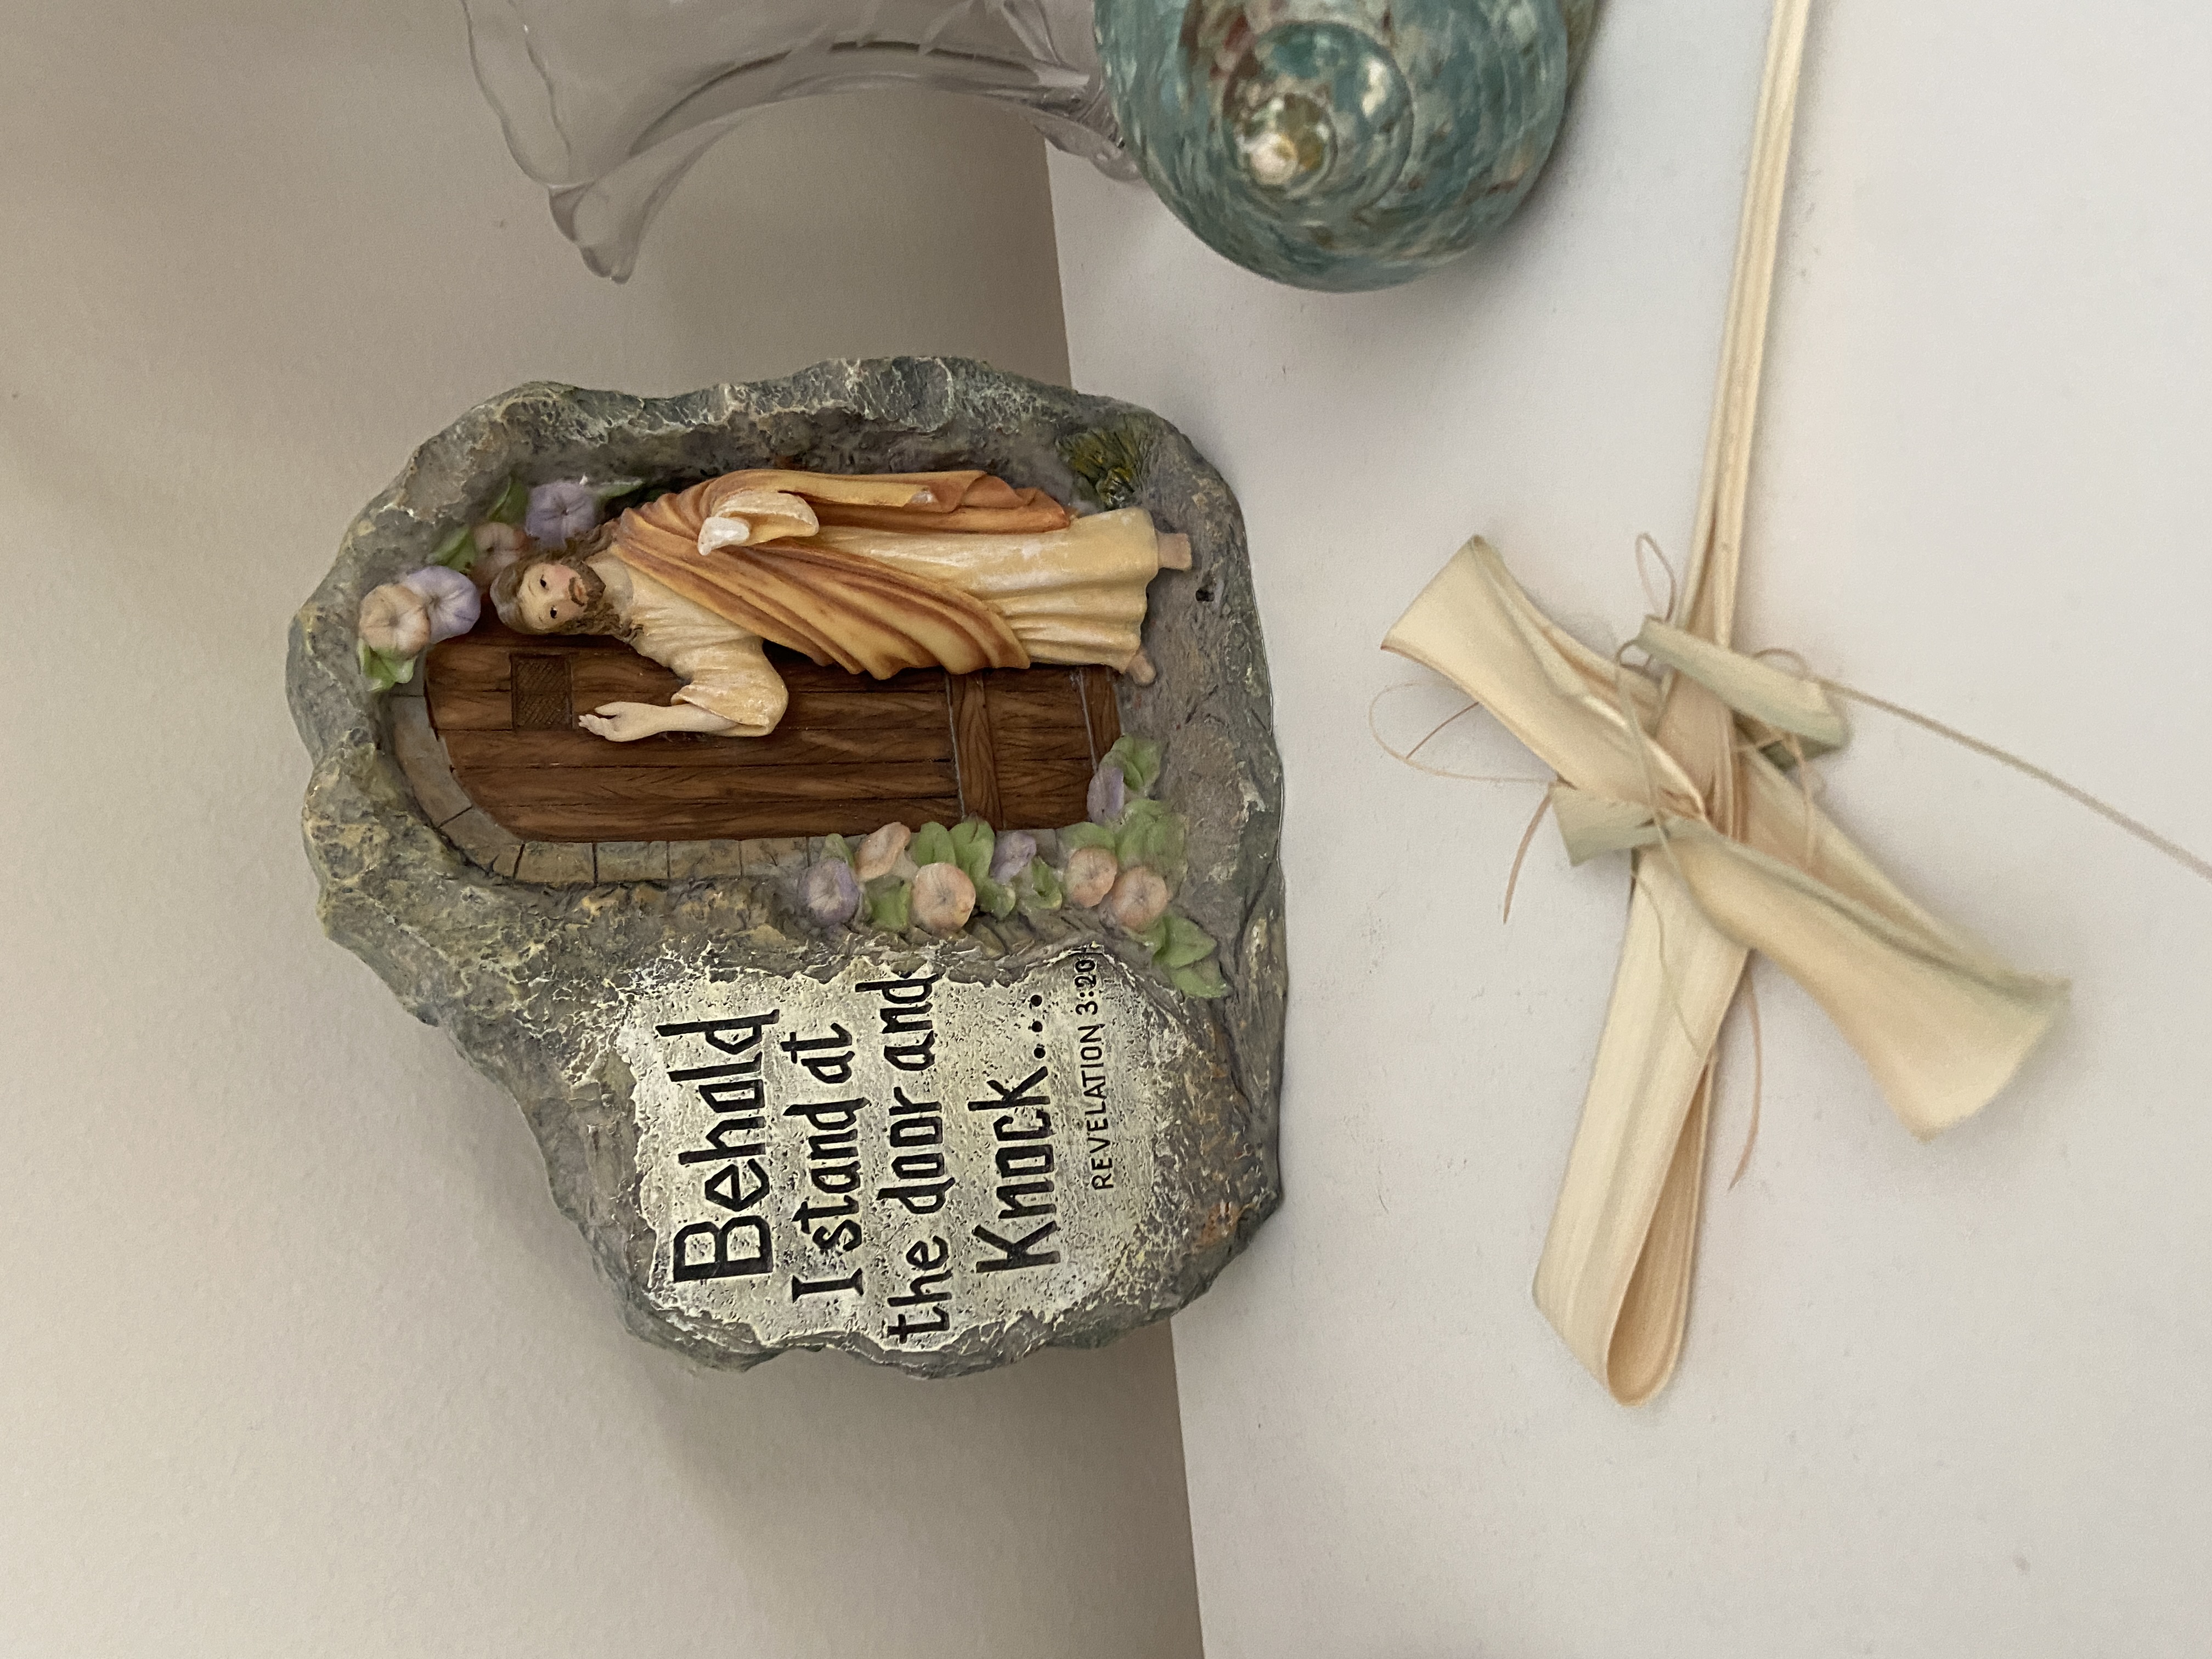 Behold
I stand at
the door and
Knock...
REVELATION 3:20